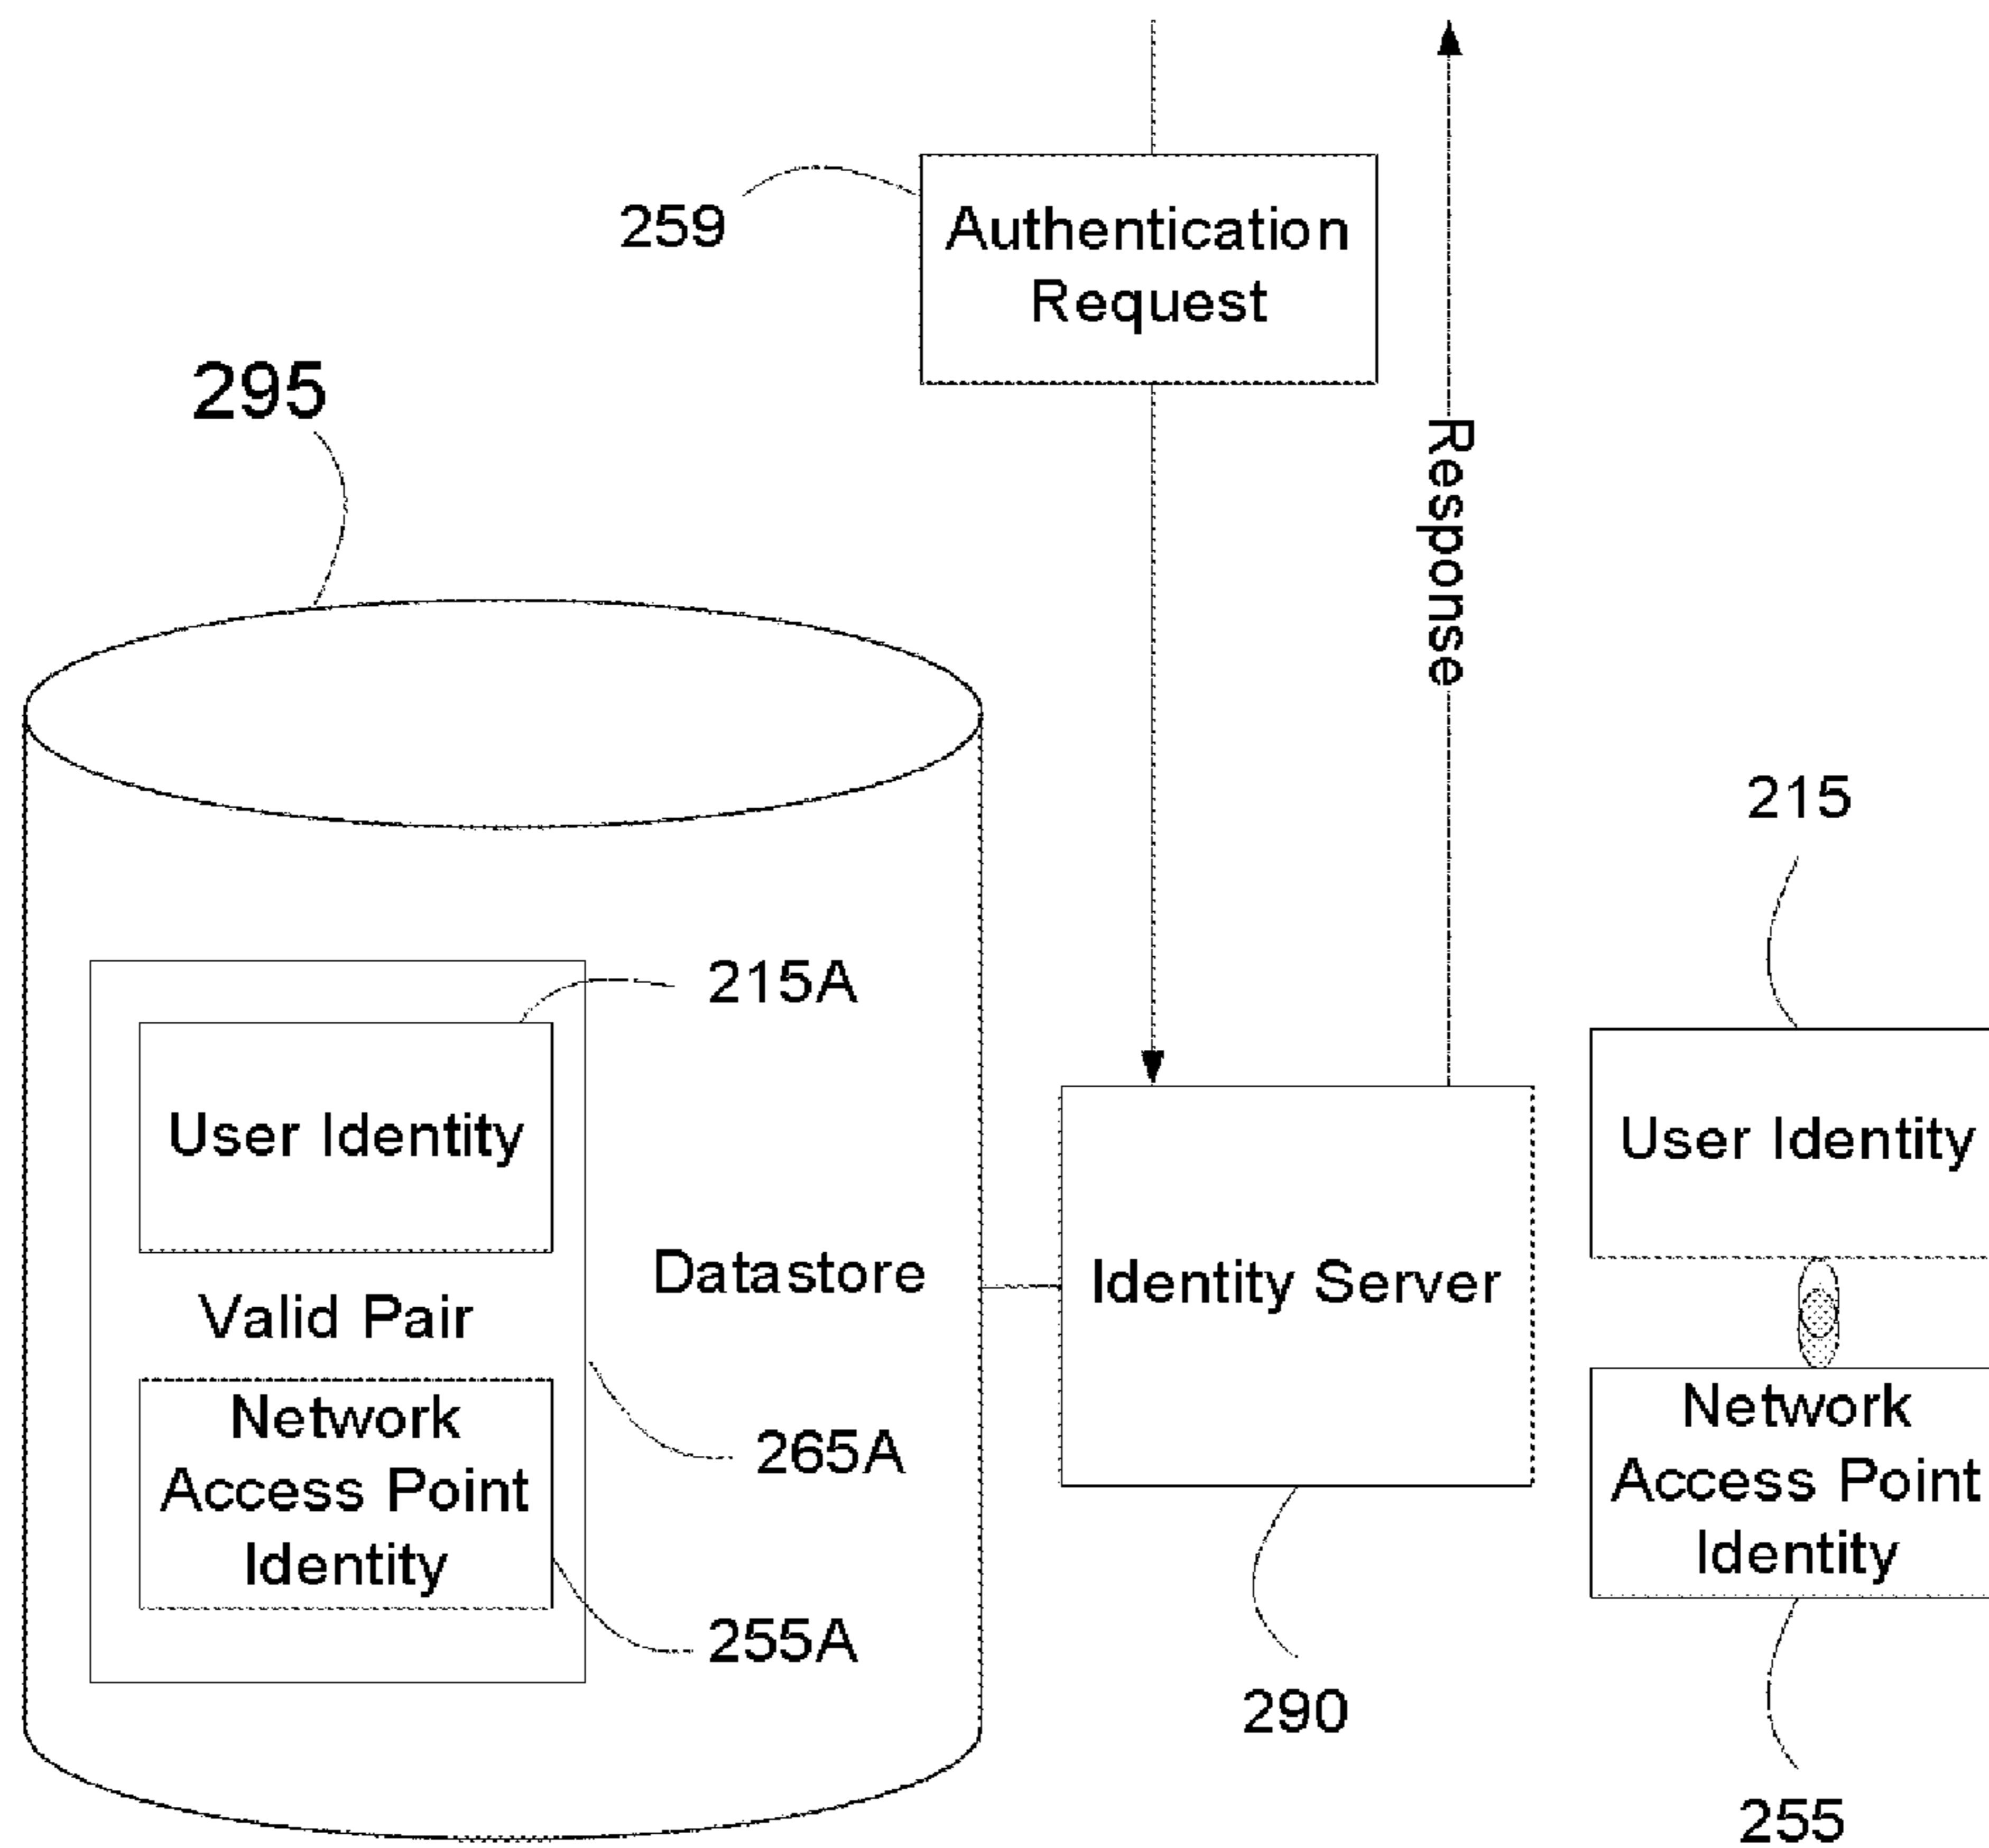 259
Authentication
Request
295
Response
215
215A
User Identity
User Identity
Datastore
Identity Server
Valid Pair
Network
Access Point
Identity
Network
Access Point
Identity
265A
255A
290
255